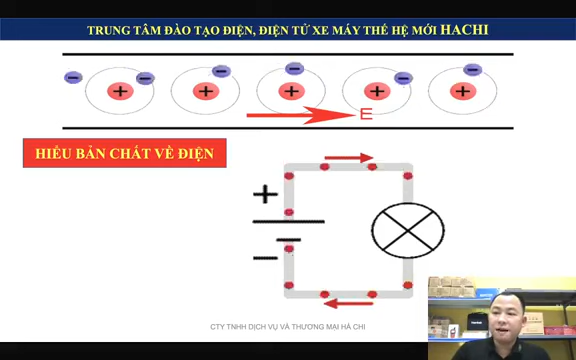 TRUNG TÂM ĐÀO TẠO ĐIỆN, ĐIỆN TỬ XE MÁY THẾ HỆ MỚI HACHI
E
HIỂU BẢN CHẤT VỀ ĐIỆN
CTY TNHH DỊCH VỤ VÀ THƯƠNG MẠI HÀ CHI